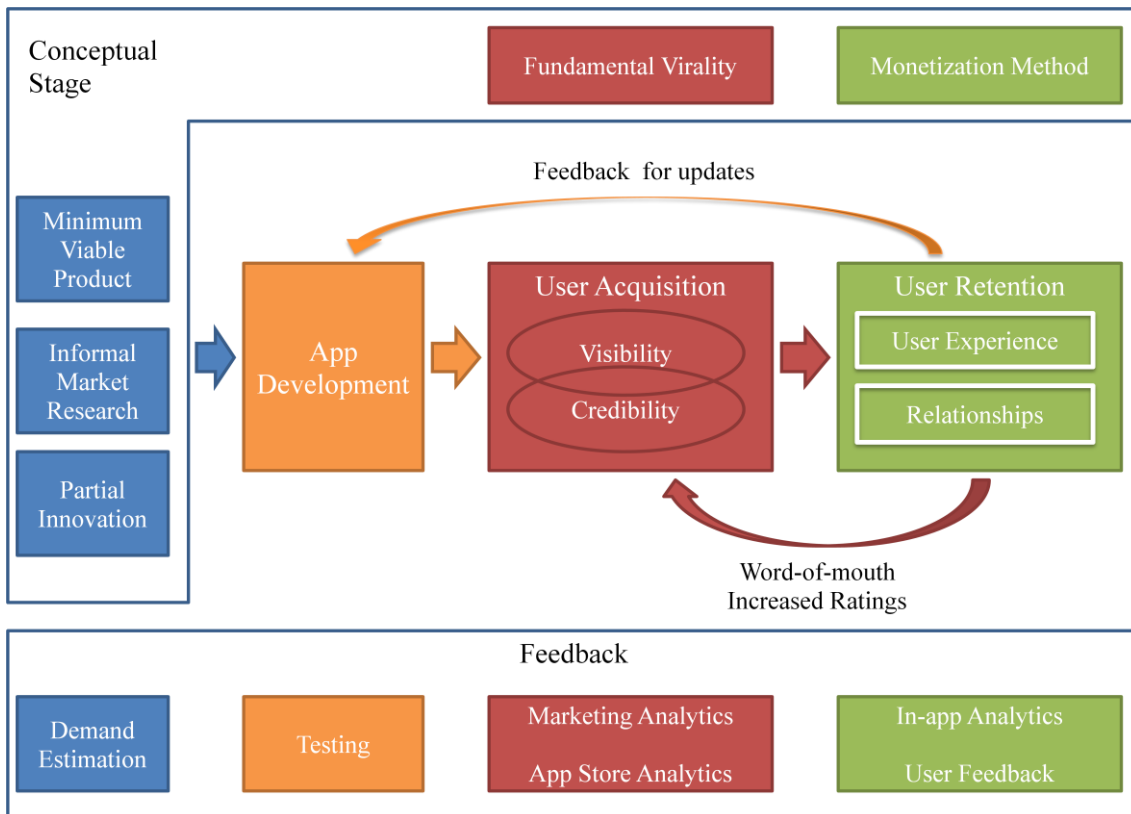 Conceptual
Stage
Fundamental Virality
Monetization Method
Feedback for updates
Minimum
Viable
Product
Informal
Market
Research
Partial
Innovation
App
Development
User Acquisition
Visibility
Credibility
User Retention
User Experience
Relationships
Word-of-mouth
Increased Ratings
Feedback
Demand
Estimation
Testing
Marketing Analytics
App Store Analytics
In-app Analytics
User Feedback